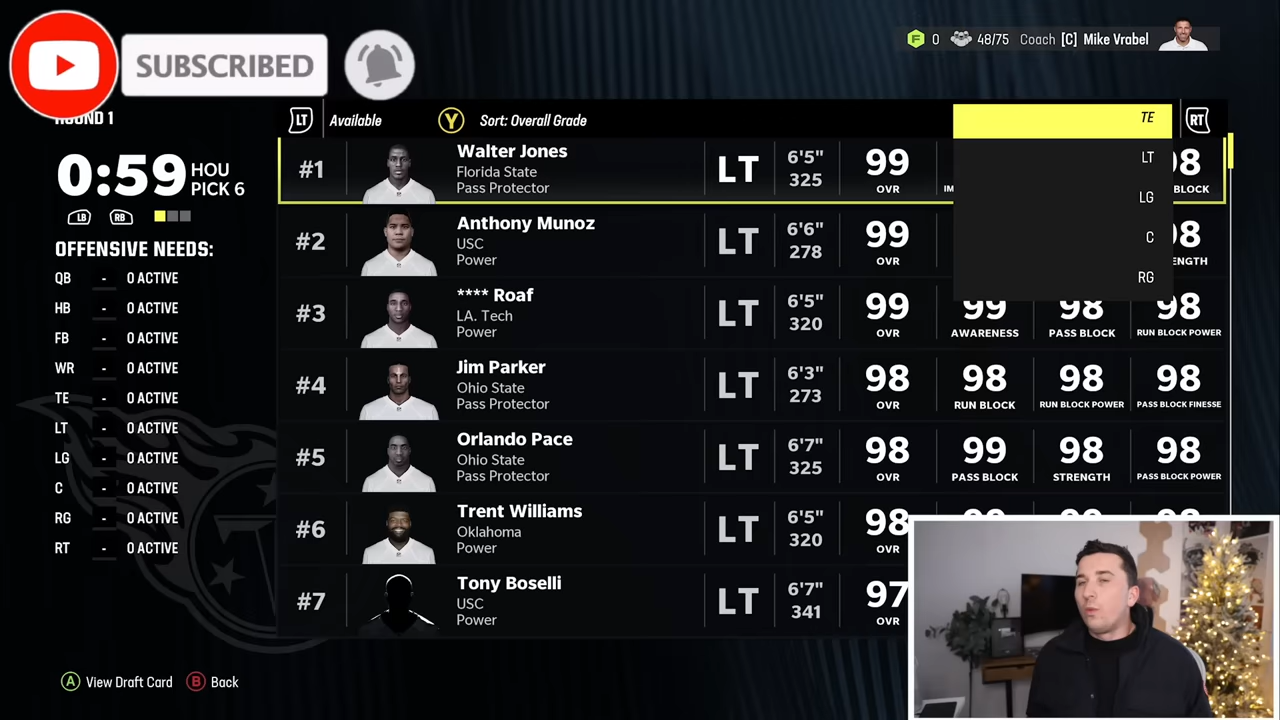 SUBSCRIBED
0 48/75 Coach [C] Mike Vrabel
ROUND 1
0:59 HOU PICK 6
LB RB
OFFENSIVE NEEDS:
QB - 0 ACTIVE
HB - 0 ACTIVE
FB - 0 ACTIVE
WR - 0 ACTIVE
TE - 0 ACTIVE
LT - 0 ACTIVE
LG - 0 ACTIVE
C - 0 ACTIVE
RG - 0 ACTIVE
RT - 0 ACTIVE
LT Available Y Sort: Overall Grade TE RT
LT
LG
C
RG
#1 Walter Jones LT 6'5" 99
Florida State 325 OVR
Pass Protector
#2 Anthony Munoz LT 6'6" 99
USC 278 OVR
Power
#3 **** Roaf LT 6'5" 99 99 98 98
LA. Tech 320 OVR AWARENESS PASS BLOCK RUN BLOCK POWER
Power
#4 Jim Parker LT 6'3" 98 98 98 98
Ohio State 273 OVR RUN BLOCK RUN BLOCK POWER PASS BLOCK FINESSE
Pass Protector
#5 Orlando Pace LT 6'7" 98 99 98 98
Ohio State 325 OVR PASS BLOCK STRENGTH PASS BLOCK POWER
Pass Protector
#6 Trent Williams LT 6'5" 98
Oklahoma 320 OVR
Power
#7 Tony Boselli LT 6'7" 97
USC 341 OVR
Power
A View Draft Card B Back